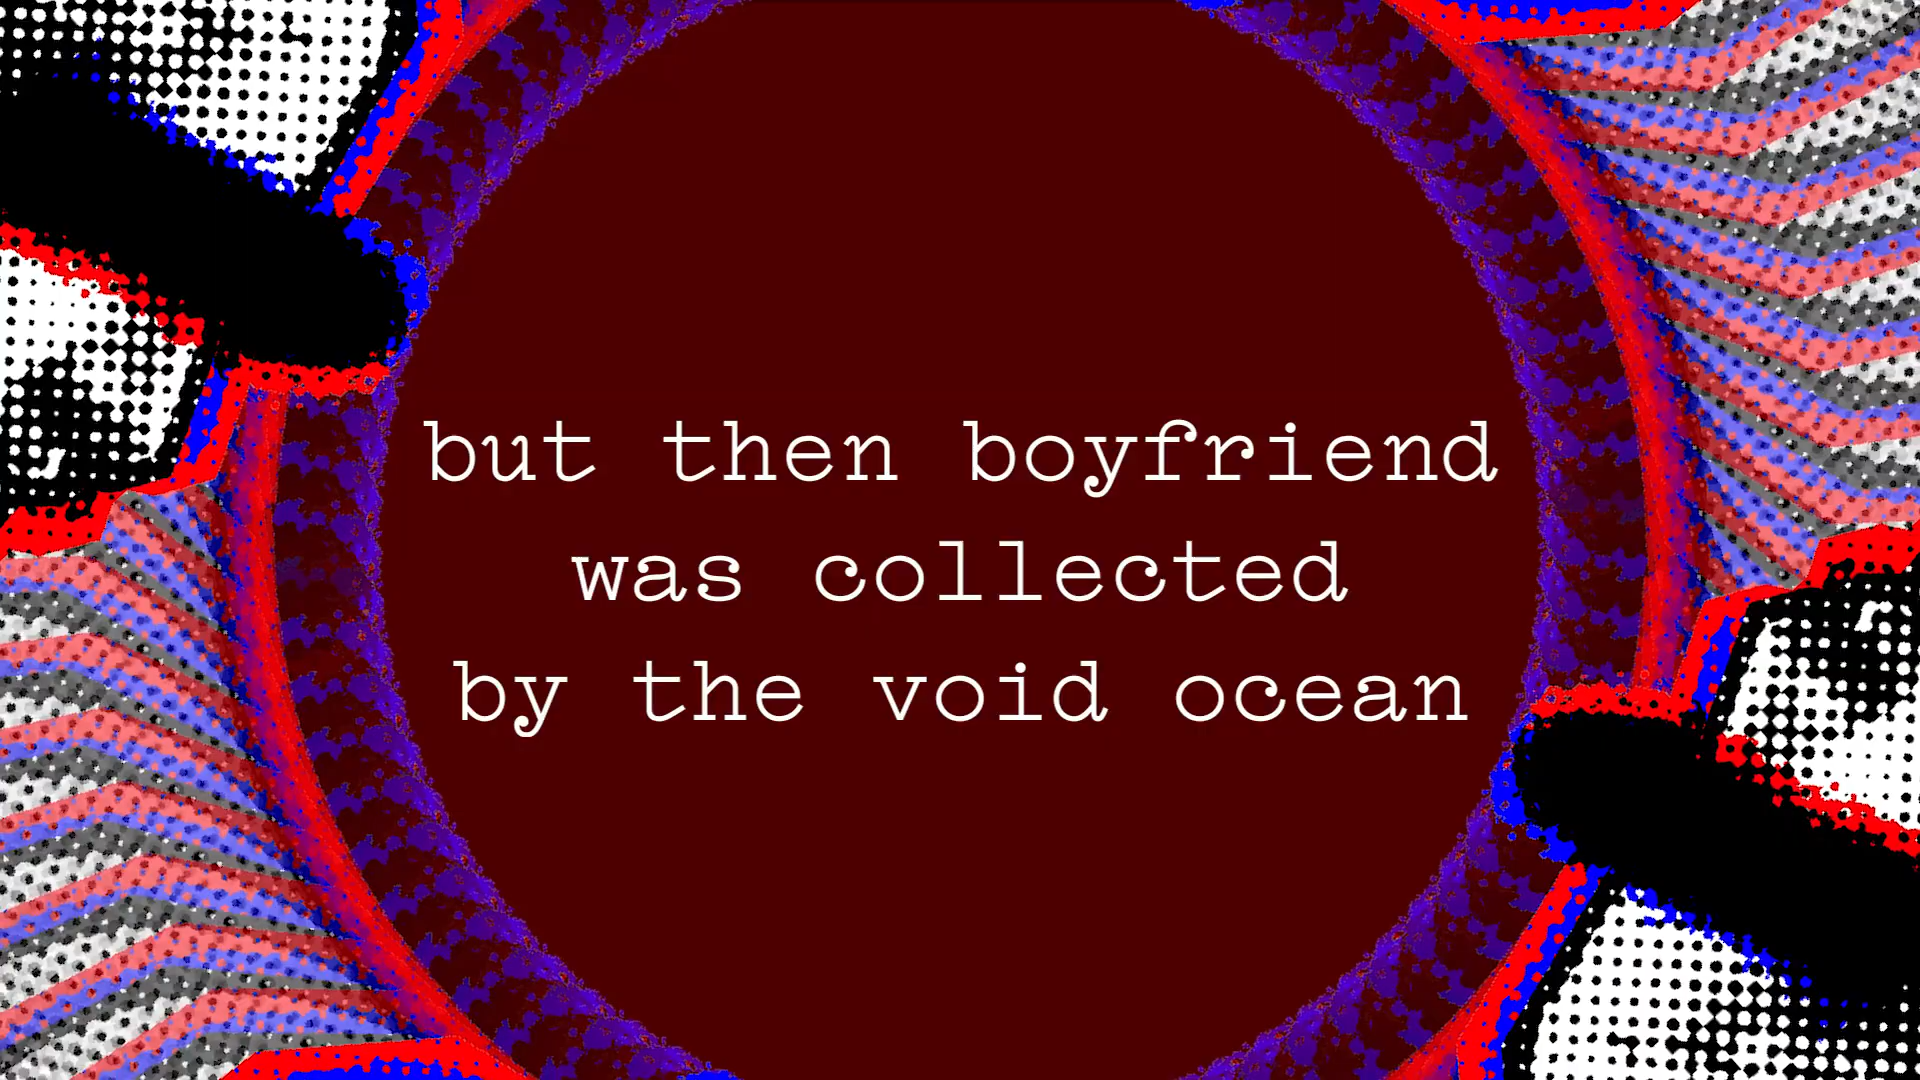 but then boyfriend
was collected
by the void ocean